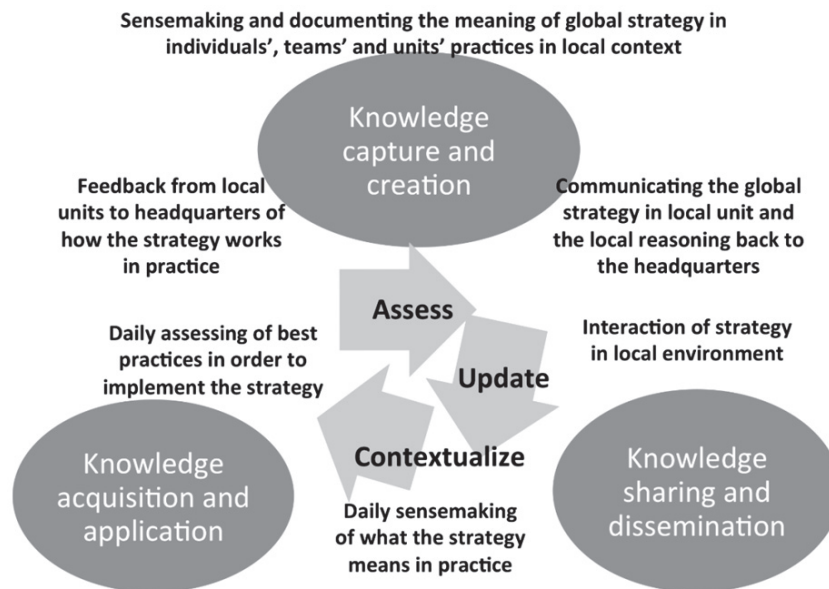 Sensemaking and documenting the meaning of global strategy in
individuals’, teams’ and units’ practices in local context
Knowledge
capture and
creation
Feedback from local
units to headquarters of
how the strategy works
in practice
Communicating the global
strategy in local unit and
the local reasoning back to
the headquarters
Assess
Daily assessing of best
practices in order to
implement the strategy
Interaction of strategy
in local environment
Update
Contextualize
Knowledge
acquisition and
application
Knowledge
sharing and
dissemination
Daily sensemaking
of what the strategy
means in practice